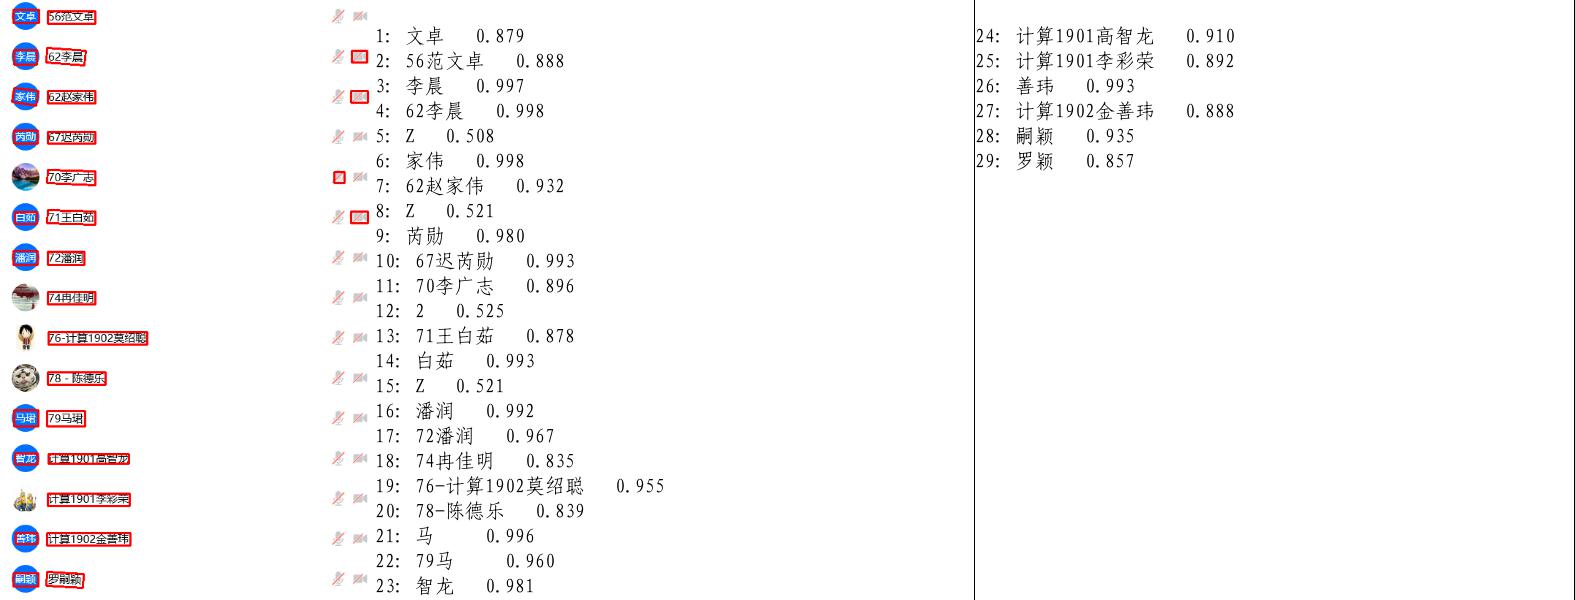 文卓 56范文卓
李晨 62李晨
家伟 62赵家伟
芮勋 67迟芮勋
70李广志
白茹 71王白茹
潘润 72潘润
74冉佳明
76-计算1902莫绍聪
78 - 陈德乐
马珺 79马珺
智龙 计算1901高智龙
计算1901李彩荣
善玮 计算1902金善玮
嗣颖 罗嗣颖
1: 文卓 0.879
2: 56范文卓 0.888
3: 李晨 0.997
4: 62李晨 0.998
5: Z 0.508
6: 家伟 0.998
7: 62赵家伟 0.932
8: Z 0.521
9: 芮勋 0.980
10: 67迟芮勋 0.993
11: 70李广志 0.896
12: 2 0.525
13: 71王白茹 0.878
14: 白茹 0.993
15: Z 0.521
16: 潘润 0.992
17: 72潘润 0.967
18: 74冉佳明 0.835
19: 76-计算1902莫绍聪 0.955
20: 78-陈德乐 0.839
21: 马 0.996
22: 79马 0.960
23: 智龙 0.981
24: 计算1901高智龙 0.910
25: 计算1901李彩荣 0.892
26: 善玮 0.993
27: 计算1902金善玮 0.888
28: 嗣颖 0.935
29: 罗颖 0.857